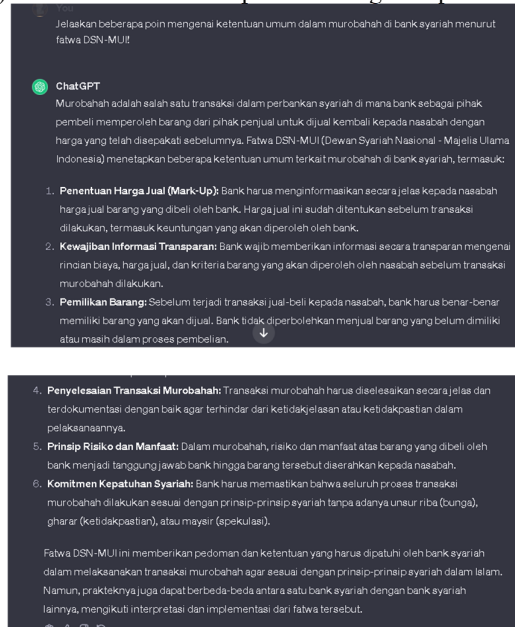 You
Jelaskan beberapa poin mengenai ketentuan umum dalam murobahah di bank syariah menurut
fatwa DSN-MUI!
ChatGPT
Murobahah adalah salah satu transaksi dalam perbankan syariah di mana bank sebagai pihak
pembeli memperoleh barang dari pihak penjual untuk dijual kembali kepada nasabah dengan
harga yang telah disepakati sebelumnya. Fatwa DSN-MUI (Dewan Syariah Nasional - Majelis Ulama
Indonesia) menetapkan beberapa ketentuan umum terkait murobahah di bank syariah, termasuk:
1. Penentuan Harga Jual (Mark-Up): Bank harus menginformasikan secara jelas kepada nasabah
harga jual barang yang dibeli oleh bank. Harga jual ini sudah ditentukan sebelum transaksi
dilakukan, termasuk keuntungan yang akan diperoleh oleh bank.
2. Kewajiban Informasi Transparan: Bank wajib memberikan informasi secara transparan mengenai
rincian biaya, harga jual, dan kriteria barang yang akan diperoleh oleh nasabah sebelum transaksi
murobahah dilakukan.
3. Pemilikan Barang: Sebelum terjadi transaksi jual-beli kepada nasabah, bank harus benar-benar
memiliki barang yang akan dijual. Bank tidak diperbolehkan menjual barang yang belum dimiliki
atau masih dalam proses pembelian.
4. Penyelesaian Transaksi Murobahah: Transaksi murobahah harus diselesaikan secara jelas dan
terdokumentasi dengan baik agar terhindar dari ketidakjelasan atau ketidakpastian dalam
pelaksanaannya.
5. Prinsip Risiko dan Manfaat: Dalam murobahah, risiko dan manfaat atas barang yang dibeli oleh
bank menjadi tanggung jawab bank hingga barang tersebut diserahkan kepada nasabah.
6. Komitmen Kepatuhan Syariah: Bank harus memastikan bahwa seluruh proses transaksi
murobahah dilakukan sesuai dengan prinsip-prinsip syariah tanpa adanya unsur riba (bunga),
gharar (ketidakpastian), atau maysir (spekulasi).
Fatwa DSN-MUI ini memberikan pedoman dan ketentuan yang harus dipatuhi oleh bank syariah
dalam melaksanakan transaksi murobahah agar sesuai dengan prinsip-prinsip syariah dalam Islam.
Namun, prakteknya juga dapat berbeda-beda antara satu bank syariah dengan bank syariah
lainnya, mengikuti interpretasi dan implementasi dari fatwa tersebut.